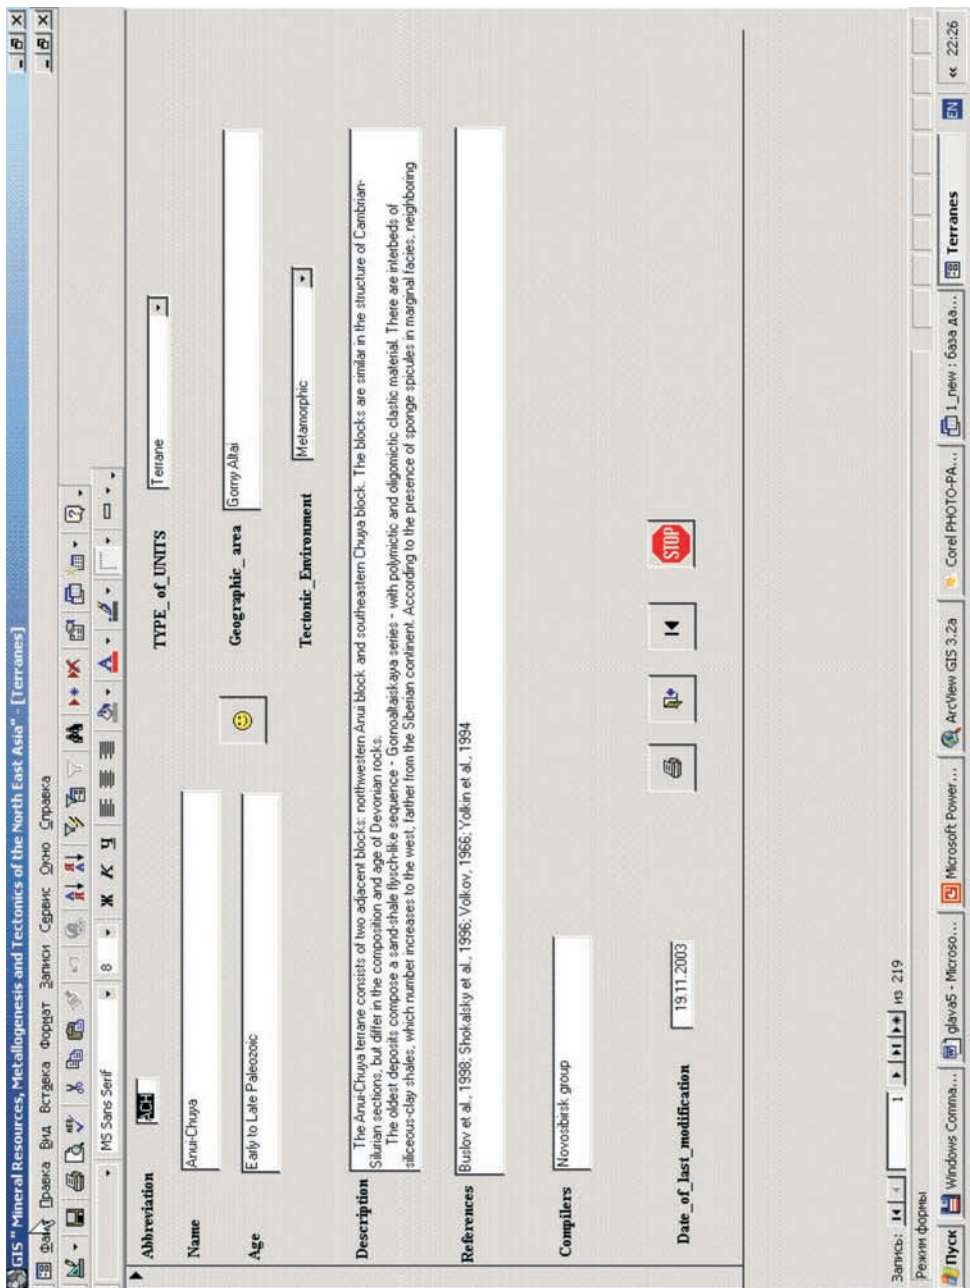 GIS " Mineral Resources, Metallogenesis and Tectonics of the North East Asia" - [Terranes]
Файл Правка Вид Вставка Формат Записи Сервис Окно Справка
MS Sans Serif 8 Ж К Ч
Abbreviation ACH
TYPE_of_UNITS Terrane
Name Anui-Chuya
Geographic_area Gorny Altai
Age Early to Late Paleozoic
Tectonic_Environment Metamorphic
Description The Anui-Chuya terrane consists of two adjacent blocks: northwestern Anui block and southeastern Chuya block. The blocks are similar in the structure of Cambrian-
Silurian sections, but differ in the composition and age of Devonian rocks.
The oldest deposits compose a sand-shale flysch-like sequence - Gornoaltaiskaya series - with polymictic and oligomictic clastic material. There are interbeds of
siliceous-clay shales, which number increases to the west, farther from the Siberian continent. According to the presence of sponge spicules in marginal facies, neighboring
References Buslov et al., 1998; Shokalsky et al., 1996; Volkov, 1966; Yolkin et al., 1994
Compilers Novosibirsk group
Date_of_last_modification 19.11.2003
STOP
Запись: 1 из 219
Режим формы
Пуск Windows Comma... glava5 - Microso... Microsoft Power... ArcView GIS 3.2a Corel PHOTO-PA... 1_new : база да... Terranes EN « 22:26